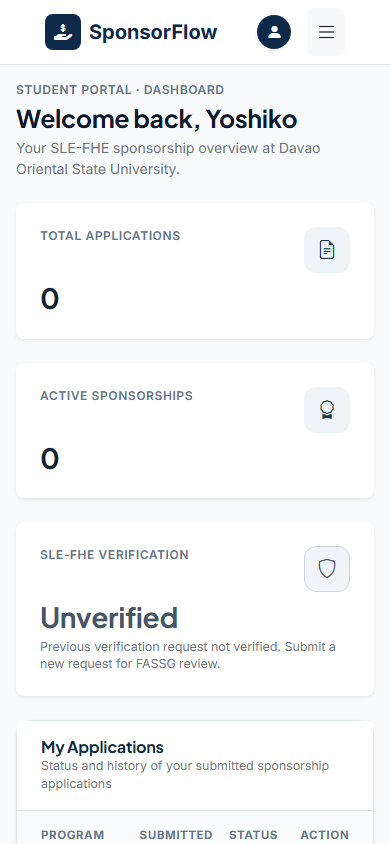 SponsorFlow
STUDENT PORTAL · DASHBOARD
Welcome back, Yoshiko
Your SLE-FHE sponsorship overview at Davao
Oriental State University.
TOTAL APPLICATIONS
0
ACTIVE SPONSORSHIPS
0
SLE-FHE VERIFICATION
Unverified
Previous verification request not verified. Submit a
new request for FASSG review.
My Applications
Status and history of your submitted sponsorship
applications
PROGRAM SUBMITTED STATUS ACTION